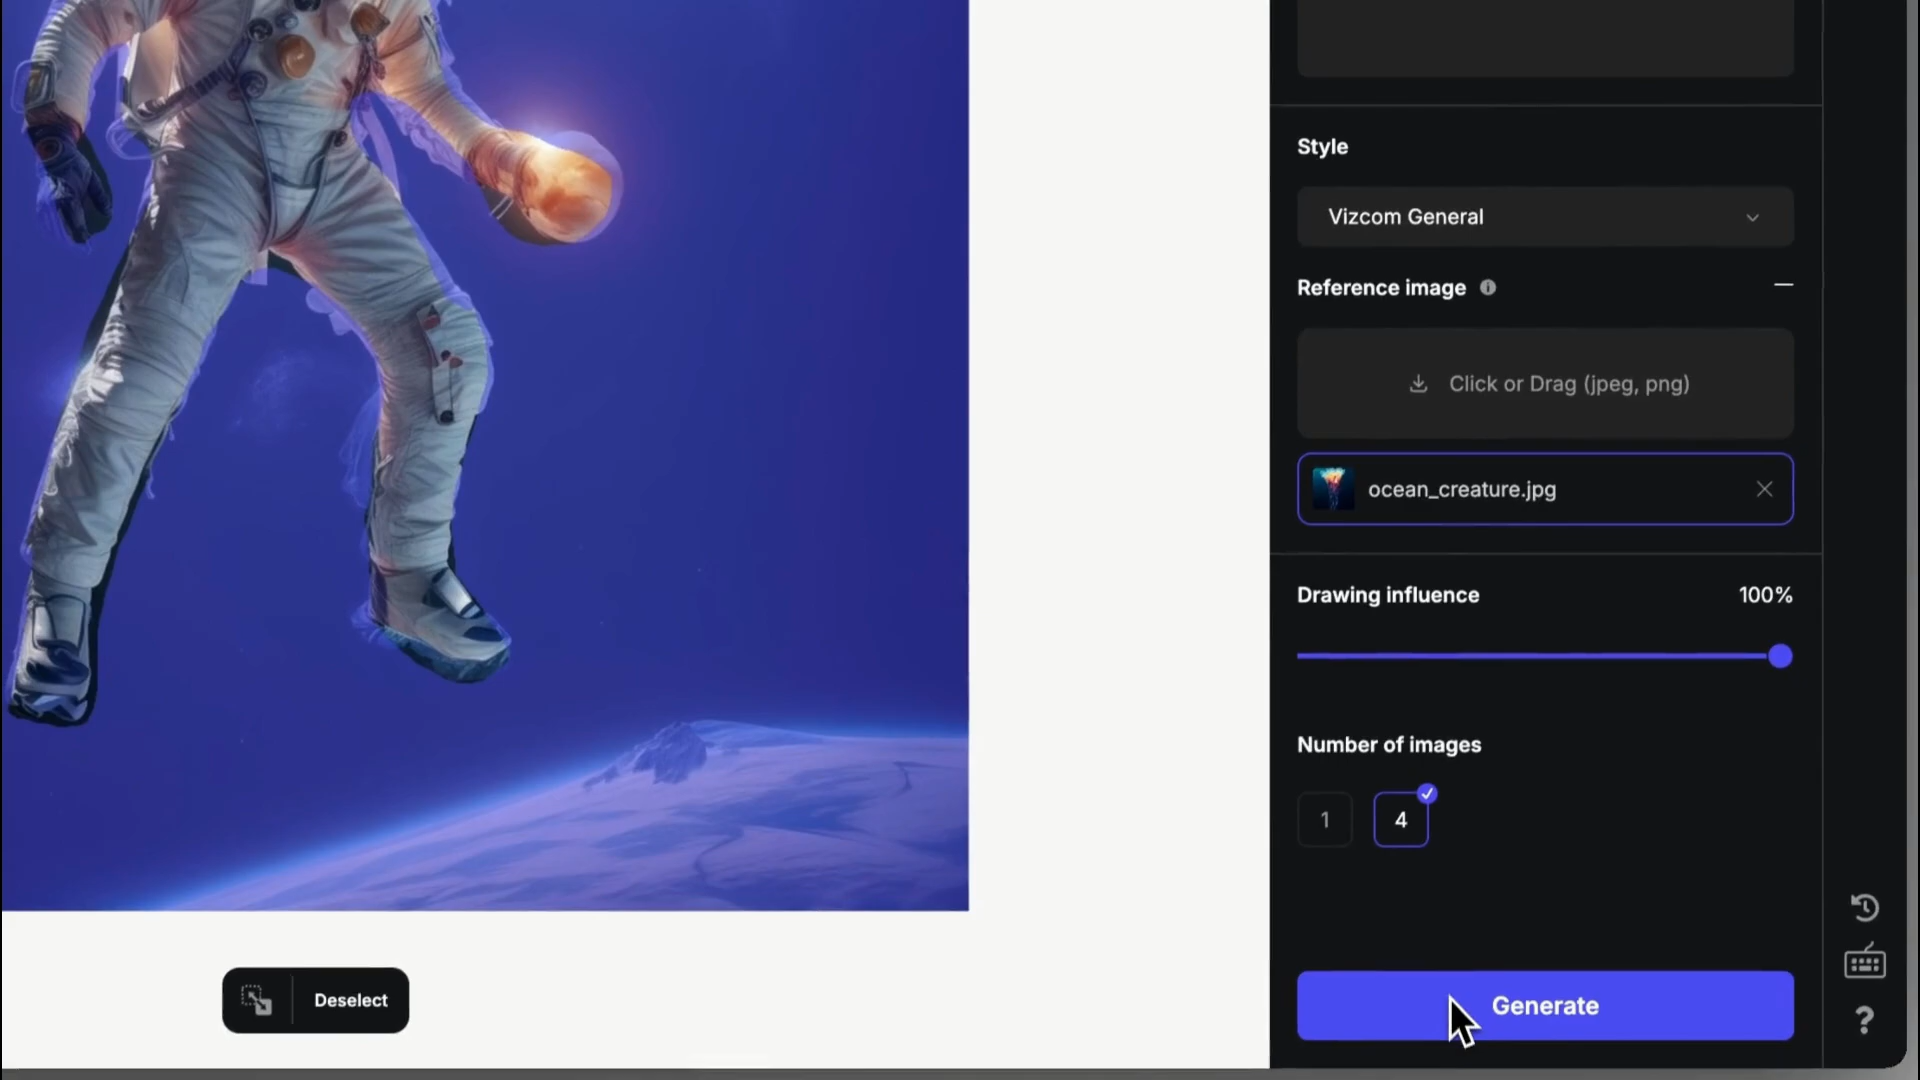 Style
Vizcom General
Reference image
Click or Drag (jpeg, png)
ocean_creature.jpg
Drawing influence
100%
Number of images
1
4
Deselect
Generate